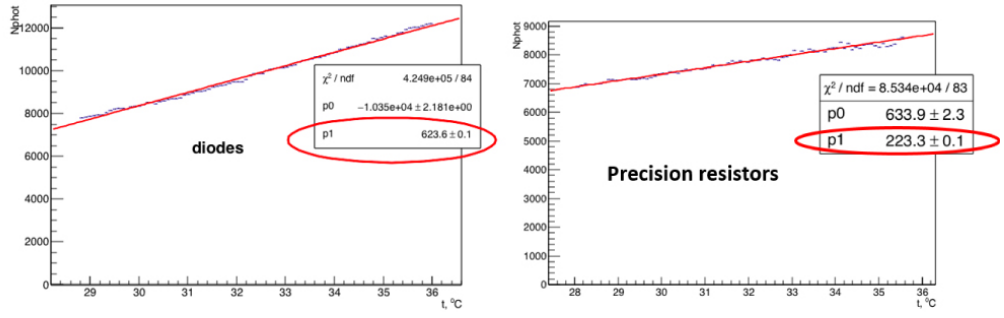 Nphot
12000
10000
8000
6000
4000
2000
0
29 30 31 32 33 34 35 36
t, °C
χ² / ndf 4.249e+05 / 84
p0 −1.035e+04 ± 2.181e+00
p1 623.6 ± 0.1
diodes
Nphot
9000
8000
7000
6000
5000
4000
3000
2000
1000
0
28 29 30 31 32 33 34 35 36
t, °C
χ² / ndf = 8.534e+04 / 83
p0 633.9 ± 2.3
p1 223.3 ± 0.1
Precision resistors